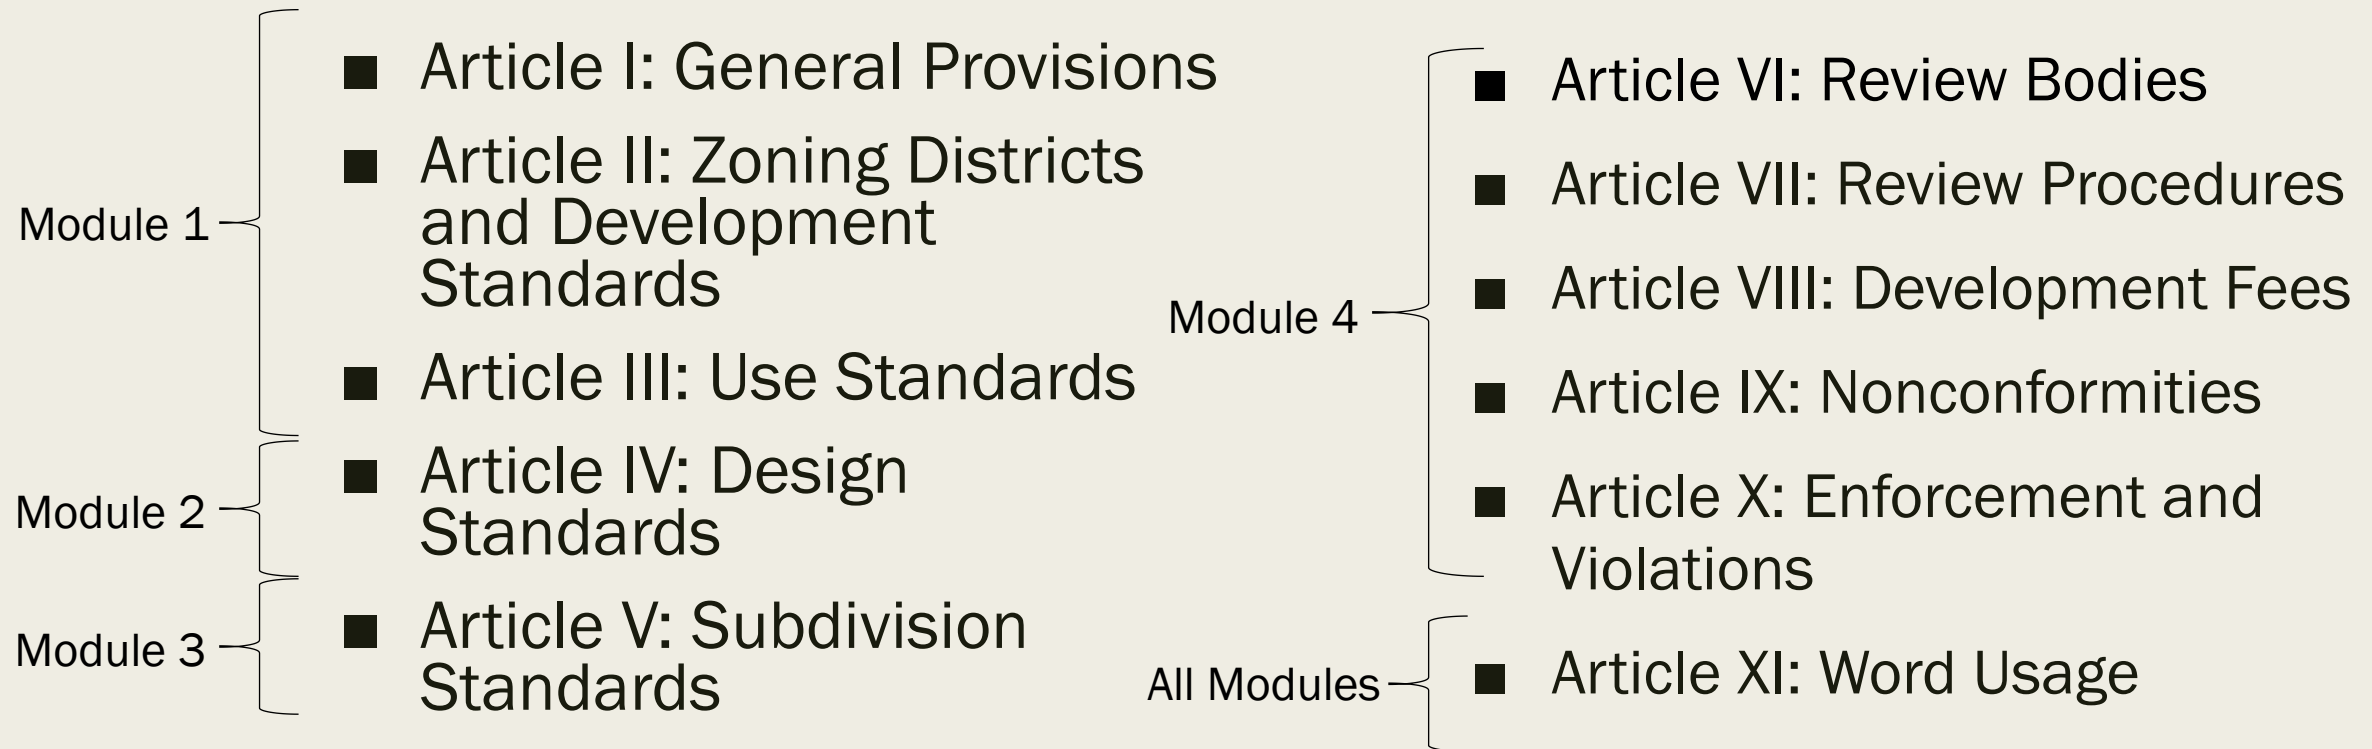 Module 1
■ Article I: General Provisions
■ Article II: Zoning Districts
and Development
Standards
■ Article III: Use Standards
Module 2
■ Article IV: Design
Standards
Module 3
■ Article V: Subdivision
Standards
Module 4
■ Article VI: Review Bodies
■ Article VII: Review Procedures
■ Article VIII: Development Fees
■ Article IX: Nonconformities
■ Article X: Enforcement and
Violations
All Modules
■ Article XI: Word Usage